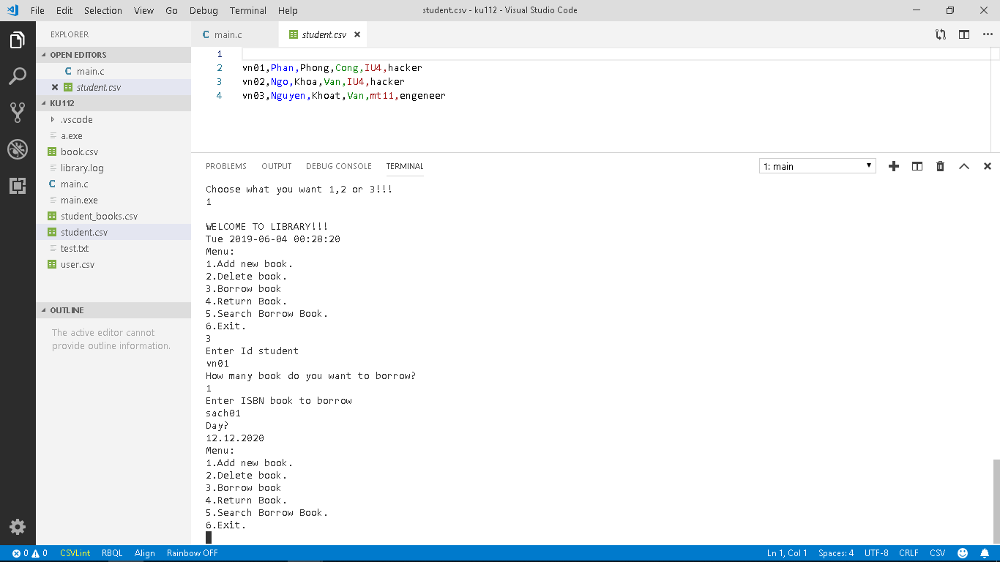 File Edit Selection View Go Debug Terminal Help student.csv - ku112 - Visual Studio Code
EXPLORER
OPEN EDITORS
main.c
student.csv
KU112
.vscode
a.exe
book.csv
library.log
main.c
main.exe
student_books.csv
student.csv
test.txt
user.csv
OUTLINE
The active editor cannot
provide outline information.
main.c student.csv
1
2 vn01,Phan,Phong,Cong,IU4,hacker
3 vn02,Ngo,Khoa,Van,IU4,hacker
4 vn03,Nguyen,Khoat,Van,mt11,engeneer
PROBLEMS OUTPUT DEBUG CONSOLE TERMINAL 1: main
Choose what you want 1,2 or 3!!!
1
WELCOME TO LIBRARY!!!
Tue 2019-06-04 00:28:20
Menu:
1.Add new book.
2.Delete book.
3.Borrow book
4.Return Book.
5.Search Borrow Book.
6.Exit.
3
Enter Id student
vn01
How many book do you want to borrow?
1
Enter ISBN book to borrow
sach01
Day?
12.12.2020
Menu:
1.Add new book.
2.Delete book.
3.Borrow book
4.Return Book.
5.Search Borrow Book.
6.Exit.
0 0 CSVLint RBQL Align Rainbow OFF Ln 1, Col 1 Spaces: 4 UTF-8 CRLF CSV